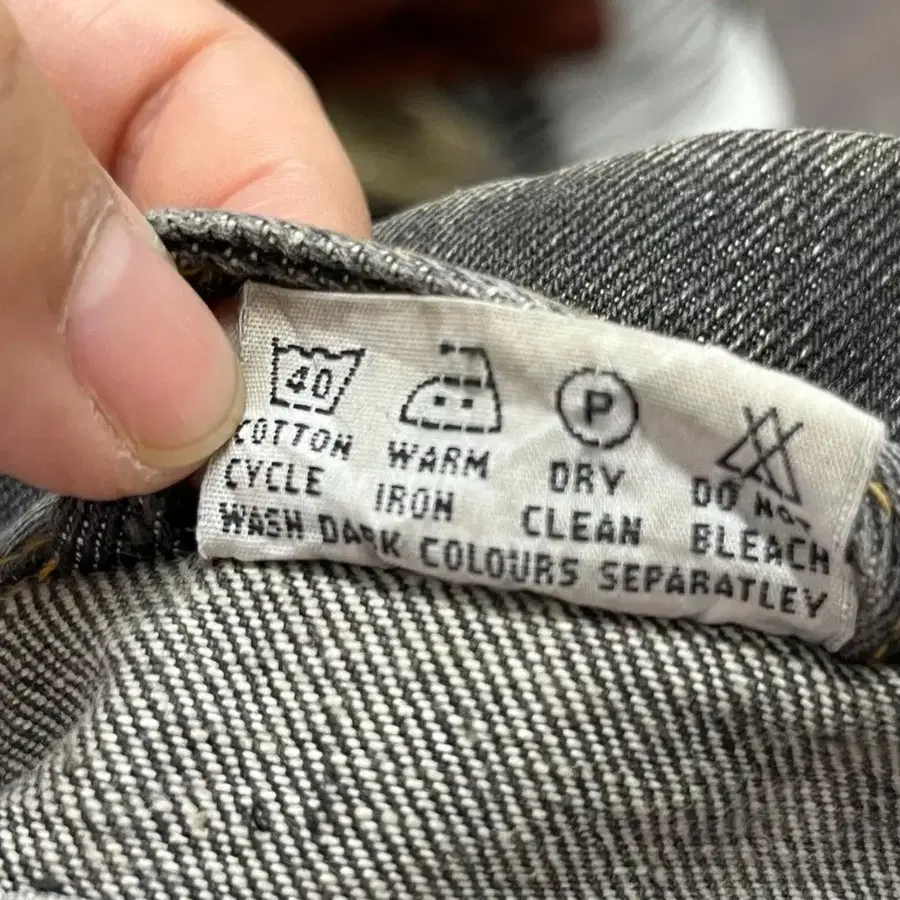 40 P
COTTON WARM DRY DO NOT
CYCLE IRON CLEAN BLEACH
WASH DARK COLOURS SEPARATLEY